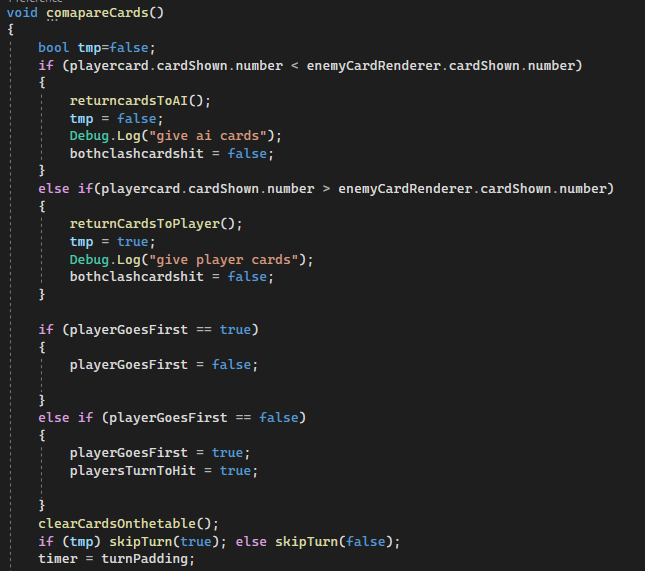 void comapareCards()
{
bool tmp=false;
if (playercard.cardShown.number < enemyCardRenderer.cardShown.number)
{
returncardsToAI();
tmp = false;
Debug.Log("give ai cards");
bothclashcardshit = false;
}
else if(playercard.cardShown.number > enemyCardRenderer.cardShown.number)
{
returnCardsToPlayer();
tmp = true;
Debug.Log("give player cards");
bothclashcardshit = false;
}
if (playerGoesFirst == true)
{
playerGoesFirst = false;
}
else if (playerGoesFirst == false)
{
playerGoesFirst = true;
playersTurnToHit = true;
}
clearCardsOnthetable();
if (tmp) skipTurn(true); else skipTurn(false);
timer = turnPadding;